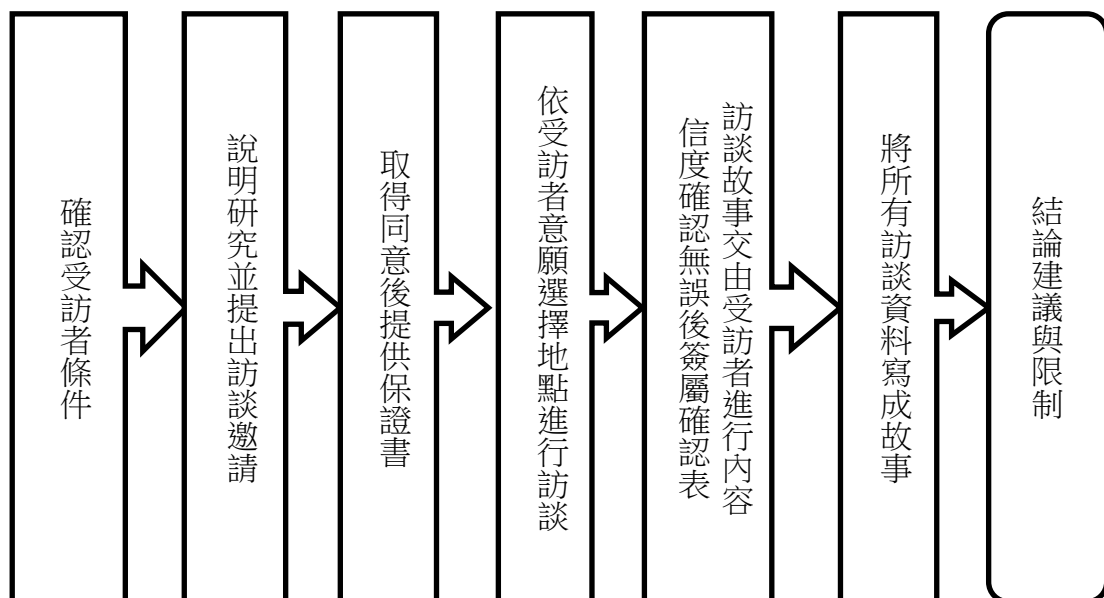 確認受訪者條件
說明研究並提出訪談邀請
取得同意後提供保證書
依受訪者意願選擇地點進行訪談
訪談故事交由受訪者進行內容
信度確認無誤後簽屬確認表
將所有訪談資料寫成故事
結論建議與限制